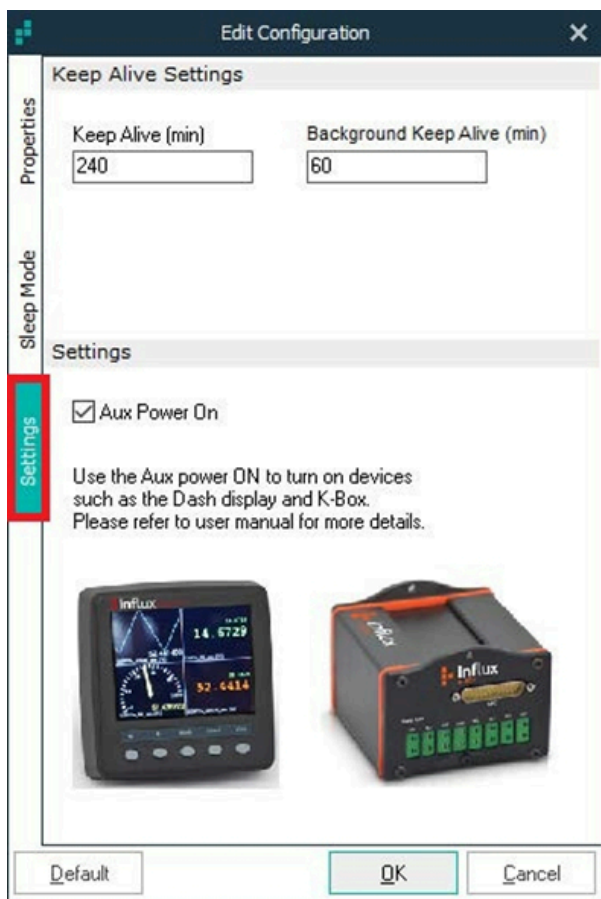 Edit Configuration
Keep Alive Settings
Properties
Keep Alive (min)
Background Keep Alive (min)
240
60
Sleep Mode
Settings
Aux Power On
Settings
Use the Aux power ON to turn on devices
such as the Dash display and K-Box.
Please refer to user manual for more details.
Influx
14.6729
32.6414
Influx
Default
OK
Cancel